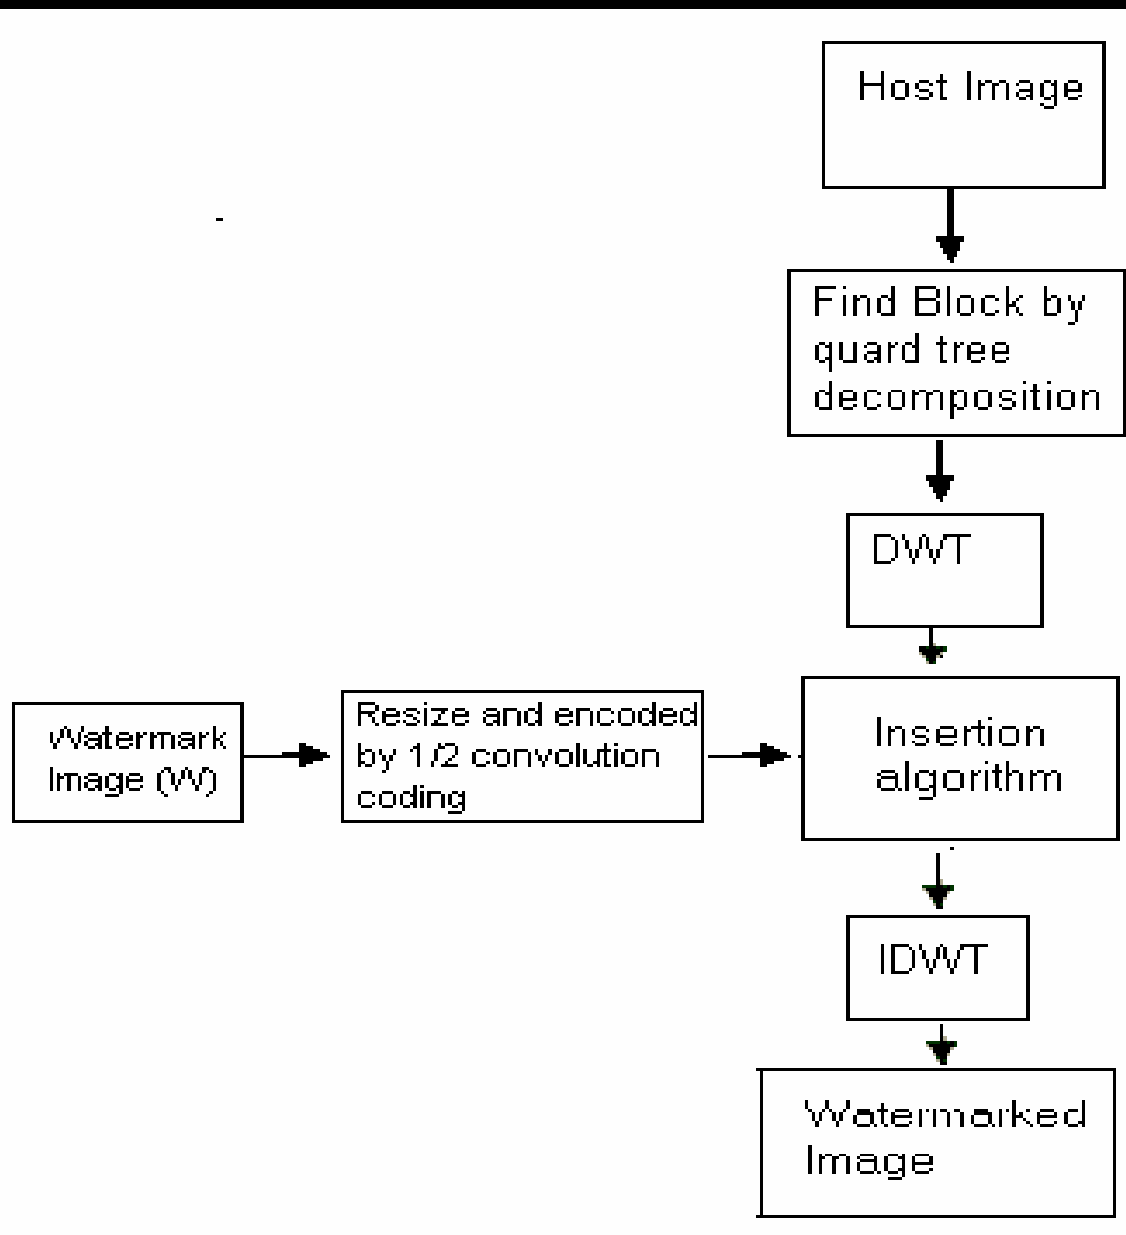 Host Image
Find Block by
quard tree
decomposition
DWT
Watermark
Image (W)
Resize and encoded
by 1/2 convolution
coding
Insertion
algorithm
IDWT
Watermarked
Image